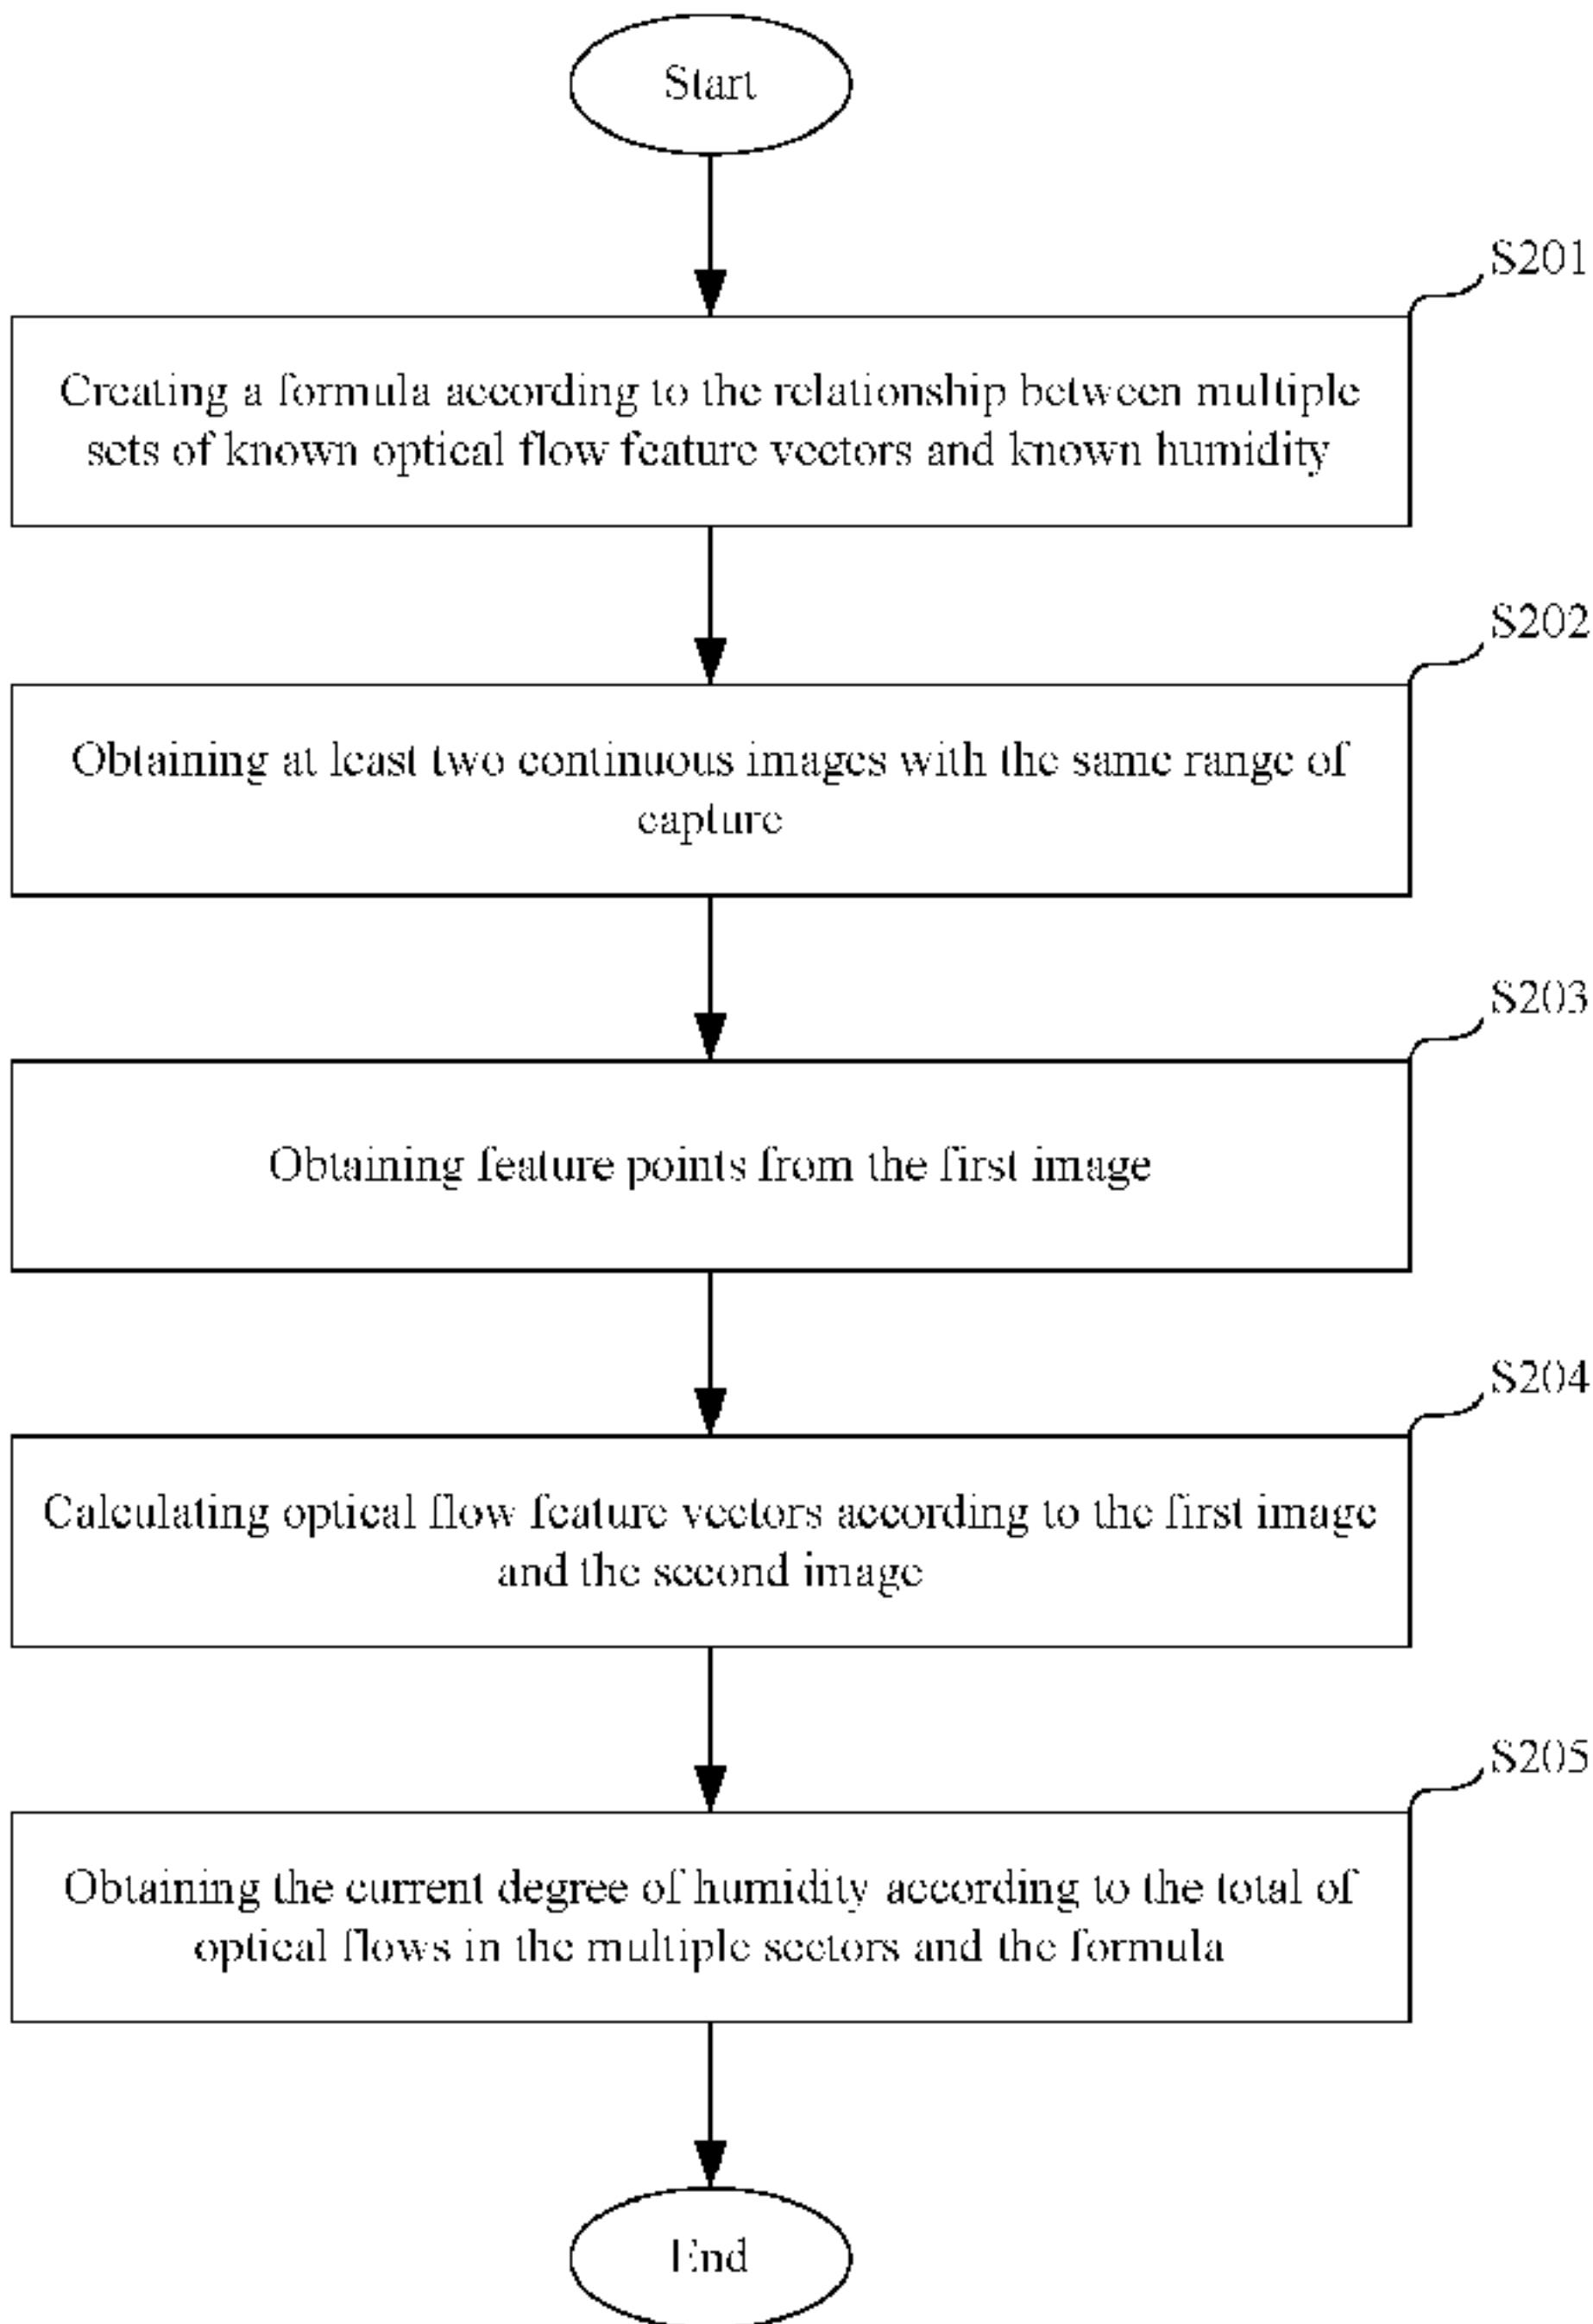 Start
S201
Creating a formula according to the relationship between multiple
sets of known optical flow feature vectors and known humidity
S202
Obtaining at least two continuous images with the same range of
capture
S203
Obtaining feature points from the first image
S204
Calculating optical flow feature vectors according to the first image
and the second image
S205
Obtaining the current degree of humidity according to the total of
optical flows in the multiple sectors and the formula
End